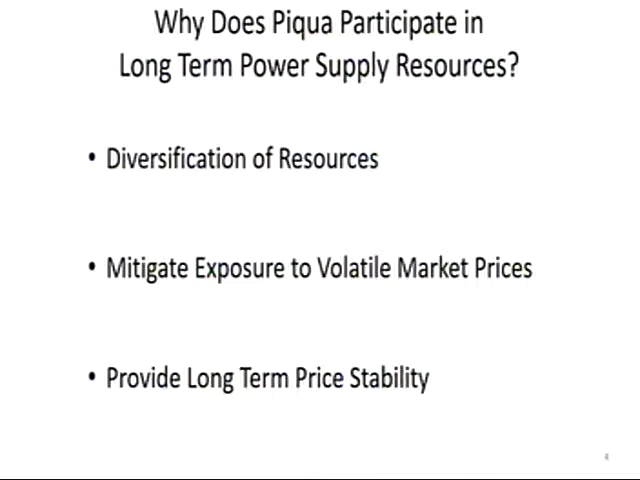 Why Does Piqua Participate in
Long Term Power Supply Resources?
• Diversification of Resources
• Mitigate Exposure to Volatile Market Prices
• Provide Long Term Price Stability
4